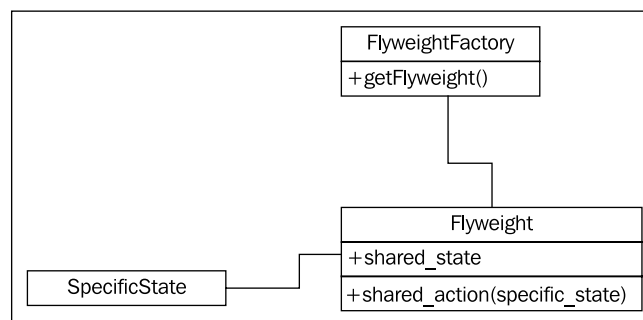 FlyweightFactory
+getFlyweight()
Flyweight
+shared_state
+shared_action(specific_state)
SpecificState